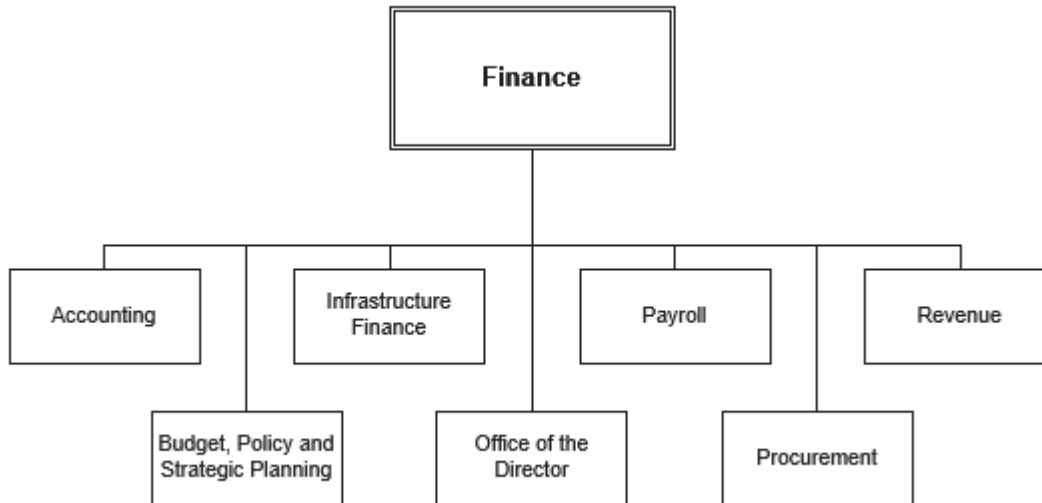 Finance
Accounting
Infrastructure
Finance
Payroll
Revenue
Budget, Policy and
Strategic Planning
Office of the
Director
Procurement